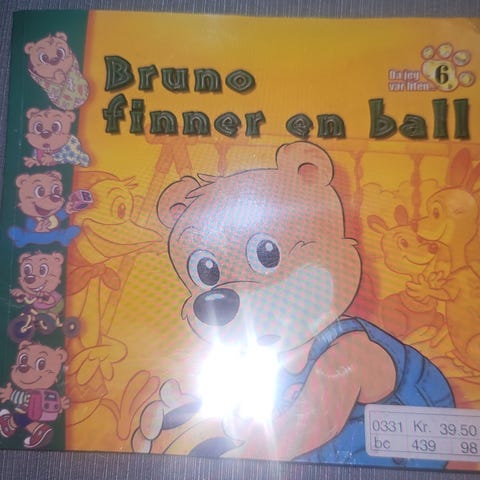 Bruno
finner en ball
Da jeg
var liten...
6.
0331 Kr. 39.50
bc 439 98